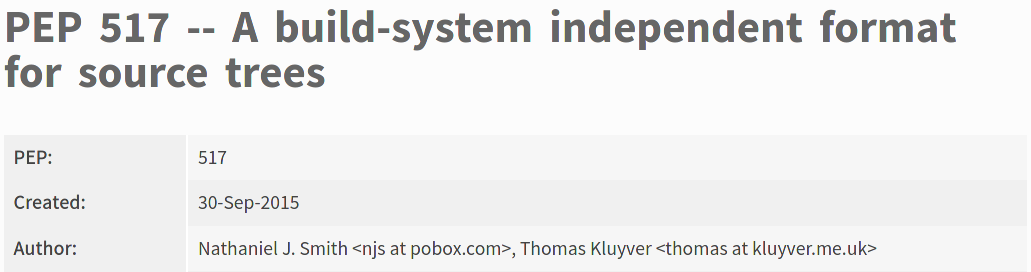 PEP 517 -- A build-system independent format
for source trees
PEP: 517
Created: 30-Sep-2015
Author: Nathaniel J. Smith <njs at pobox.com>, Thomas Kluyver <thomas at kluyver.me.uk>